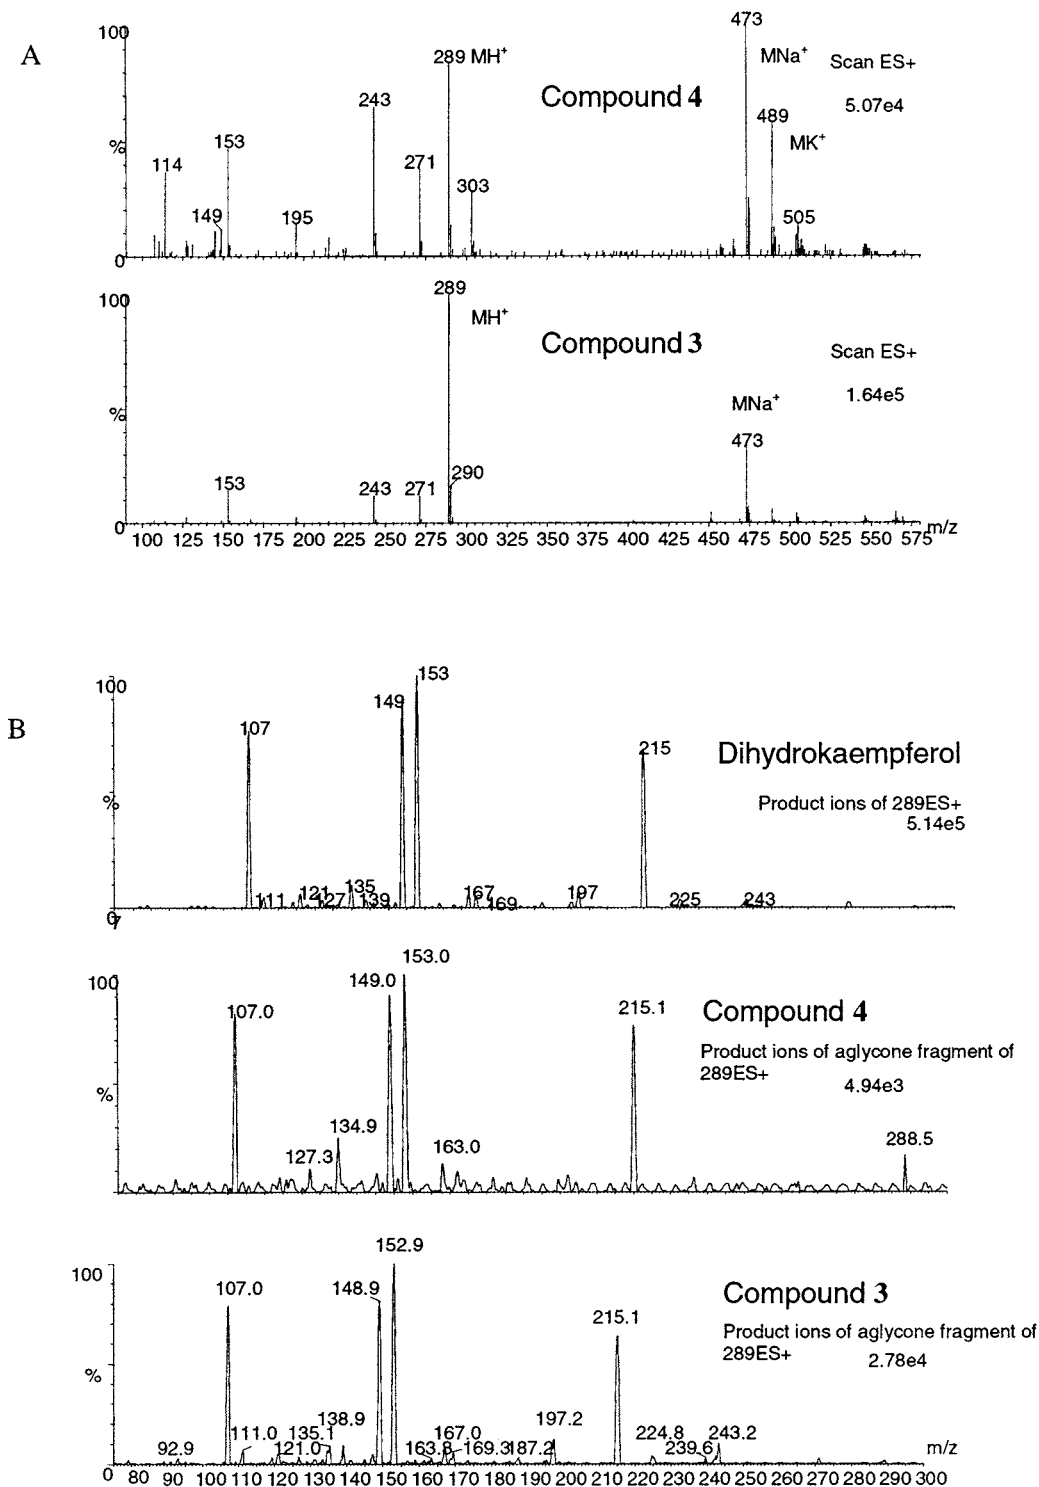 A
100
%
0
114
149
153
195
243
271
289 MH⁺
303
473
MNa⁺
489
MK⁺
505
Compound 4
Scan ES+
5.07e4
100
%
0
153
243
271
289
MH⁺
290
Compound 3
MNa⁺
473
Scan ES+
1.64e5
100 125 150 175 200 225 250 275 300 325 350 375 400 425 450 475 500 525 550 575 m/z
B
100
%
107
111
121
127
135
139
149
153
167
169
197
215
225
243
Dihydrokaempferol
Product ions of 289ES+
5.14e5
100
%
107.0
127.3
134.9
149.0
153.0
163.0
215.1
288.5
Compound 4
Product ions of aglycone fragment of
289ES+
4.94e3
100
%
0
92.9
107.0
111.0
121.0
135.1
138.9
148.9
152.9
163.8
167.0
169.3
187.2
197.2
215.1
224.8
239.6
243.2
Compound 3
Product ions of aglycone fragment of
289ES+
2.78e4
m/z
80 90 100 110 120 130 140 150 160 170 180 190 200 210 220 230 240 250 260 270 280 290 300